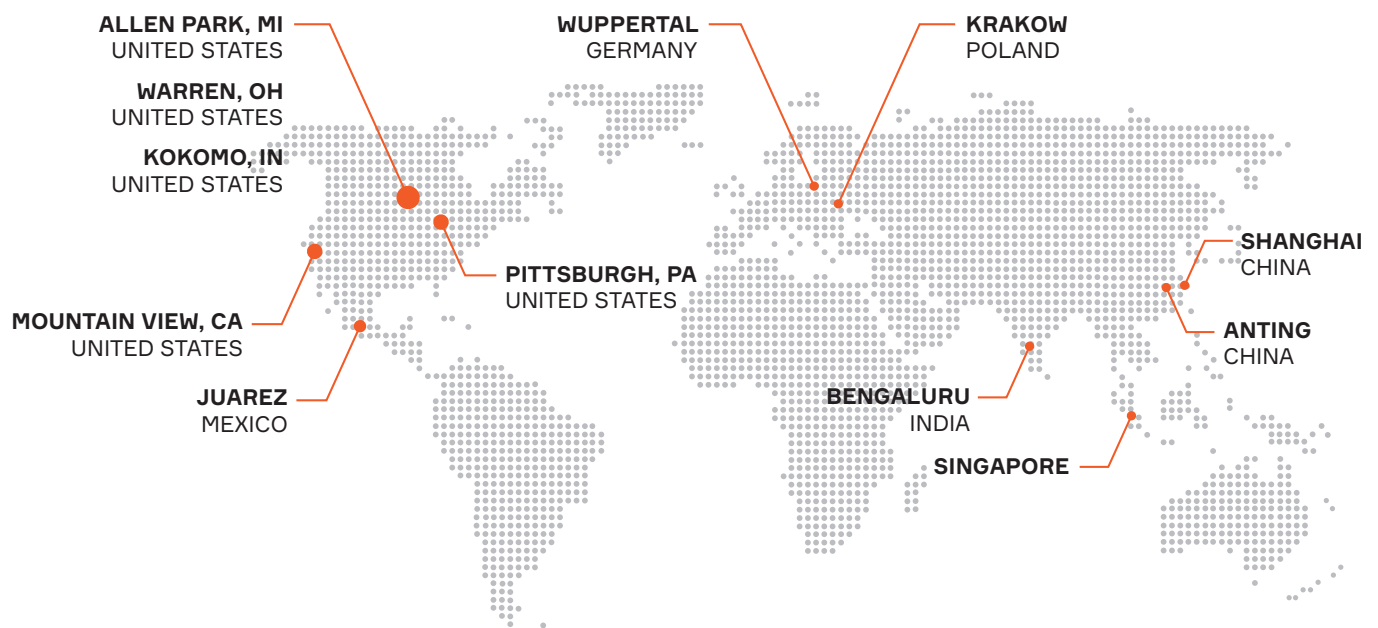 ALLEN PARK, MI
UNITED STATES
WARREN, OH
UNITED STATES
KOKOMO, IN
UNITED STATES
MOUNTAIN VIEW, CA
UNITED STATES
JUAREZ
MEXICO
PITTSBURGH, PA
UNITED STATES
WUPPERTAL
GERMANY
KRAKOW
POLAND
SHANGHAI
CHINA
ANTING
CHINA
BENGALURU
INDIA
SINGAPORE